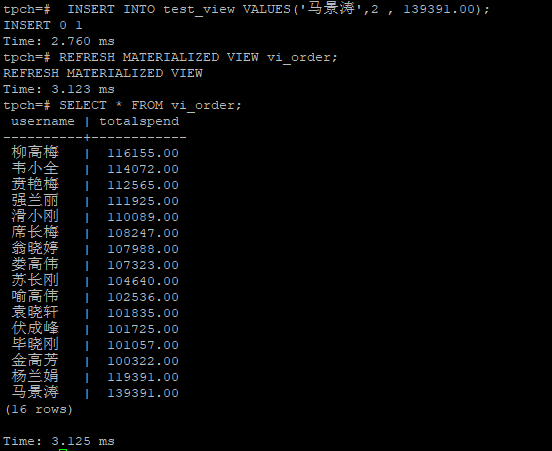 tpch=#  INSERT INTO test_view VALUES('马景涛',2 , 139391.00);
INSERT 0 1
Time: 2.760 ms
tpch=# REFRESH MATERIALIZED VIEW vi_order;
REFRESH MATERIALIZED VIEW
Time: 3.123 ms
tpch=# SELECT * FROM vi_order;
 username | totalspend
----------+------------
 柳高梅   |  116155.00
 韦小全   |  114072.00
 贲艳梅   |  112565.00
 强兰丽   |  111925.00
 滑小刚   |  110089.00
 席长梅   |  108247.00
 翁晓婷   |  107988.00
 娄高伟   |  107323.00
 苏长刚   |  104640.00
 喻高伟   |  102536.00
 袁晓轩   |  101835.00
 伏成峰   |  101725.00
 毕晓刚   |  101057.00
 金高芳   |  100322.00
 杨兰娟   |  119391.00
 马景涛   |  139391.00
(16 rows)
Time: 3.125 ms